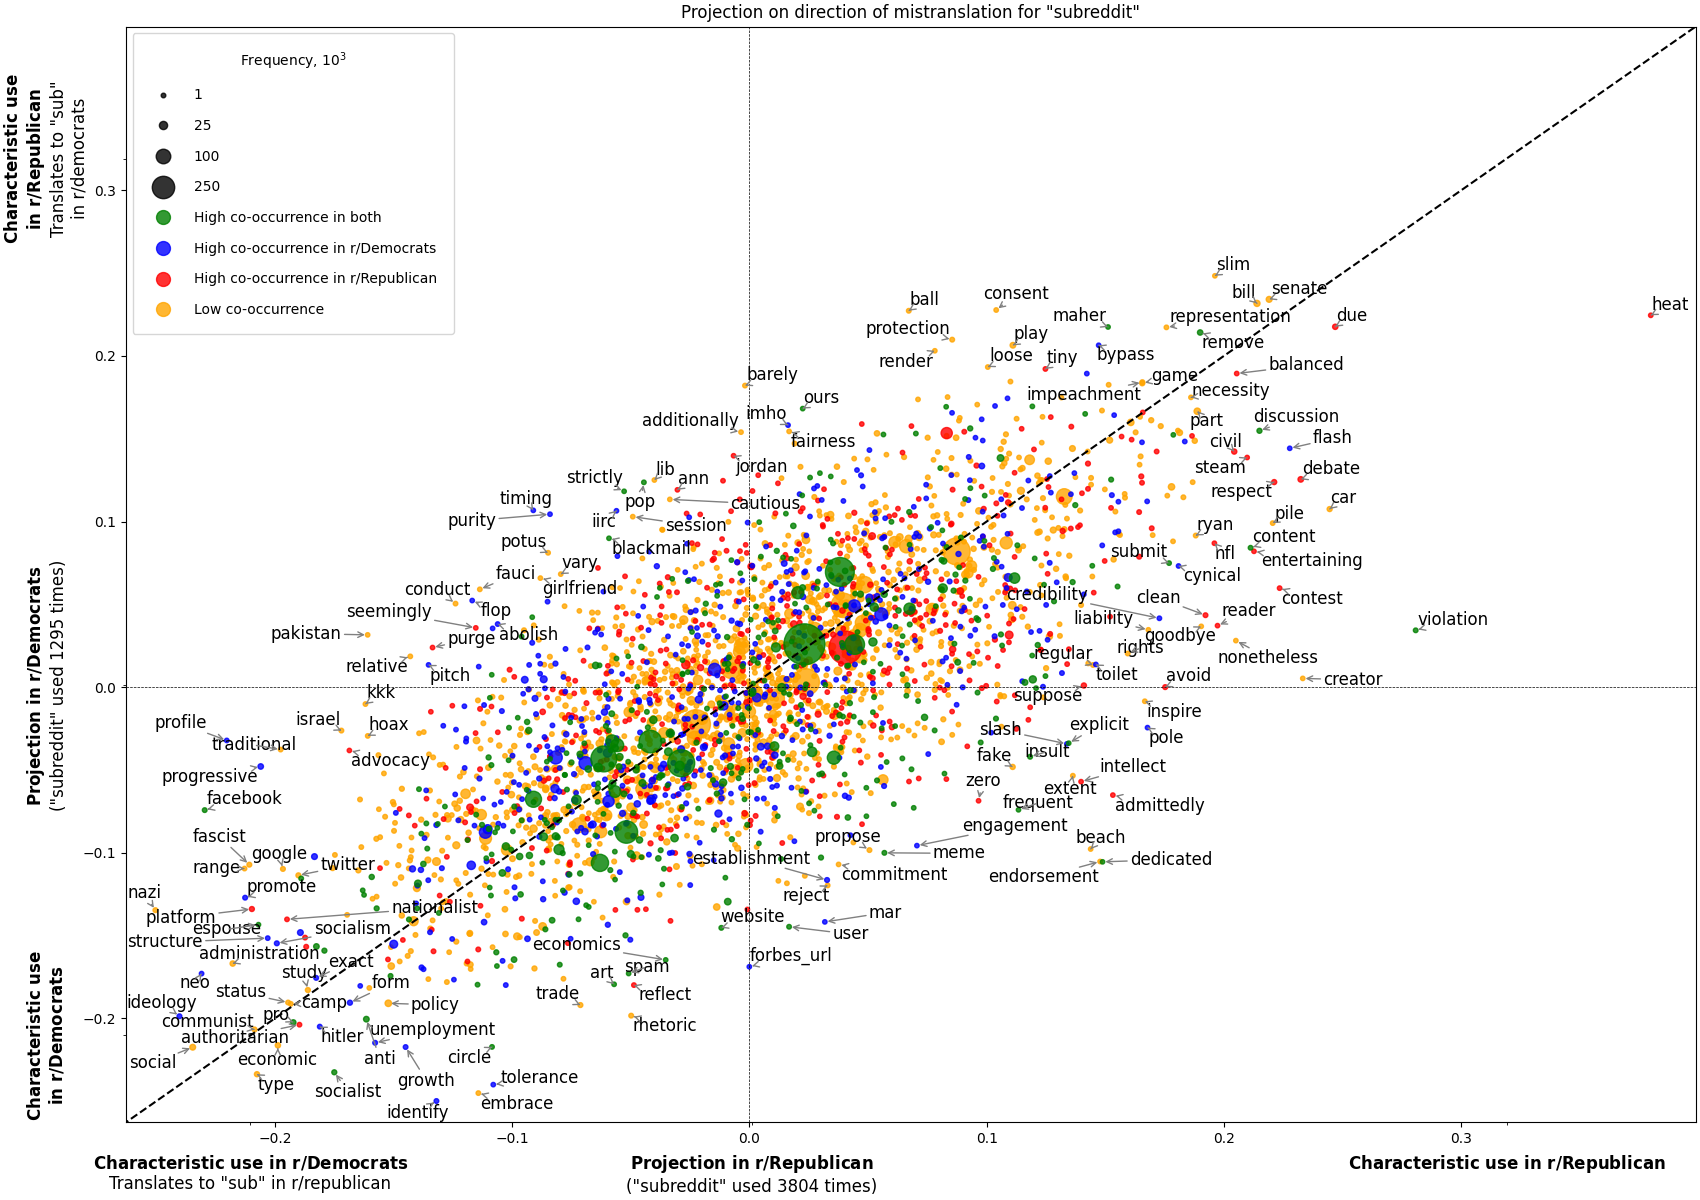 Projection on direction of mistranslation for "subreddit"
Frequency, 10³
1
25
100
250
High co-occurrence in both
High co-occurrence in r/Democrats
High co-occurrence in r/Republican
Low co-occurrence
Characteristic use
in r/Republican
Translates to "sub"
in r/democrats
Projection in r/Democrats
("subreddit" used 1295 times)
Characteristic use
in r/Democrats
0.3
0.2
0.1
0.0
−0.1
−0.2
slim
bill
senate
ball
consent
heat
maher
representation
due
protection
play
remove
render
loose
tiny
bypass
balanced
barely
game
impeachment
necessity
ours
imho
additionally
part
discussion
fairness
civil
flash
jordan
steam
debate
strictly
lib
ann
respect
timing
pop
cautious
car
purity
iirc
session
pile
ryan
potus
blackmail
submit
nfl
content
entertaining
vary
fauci
girlfriend
cynical
conduct
credibility
clean
contest
seemingly
flop
liability
reader
violation
pakistan
purge
abolish
goodbye
relative
regular
rights
nonetheless
pitch
toilet
avoid
creator
kkk
suppose
inspire
profile
israel
hoax
slash
explicit
pole
traditional
fake
insult
progressive
advocacy
intellect
facebook
zero
extent
frequent
admittedly
fascist
propose
engagement
beach
google
range
twitter
establishment
meme
dedicated
commitment
endorsement
nazi
promote
reject
platform
nationalist
website
mar
espouse
socialism
user
structure
economics
administration
exact
forbes_url
study
spam
neo
status
form
art
trade
reflect
ideology
camp
policy
communist
pro
rhetoric
authoritarian
hitler
unemployment
social
economic
anti
circle
type
socialist
growth
tolerance
identify
embrace
−0.2
−0.1
0.0
0.1
0.2
0.3
Characteristic use in r/Democrats
Translates to "sub" in r/republican
Projection in r/Republican
("subreddit" used 3804 times)
Characteristic use in r/Republican